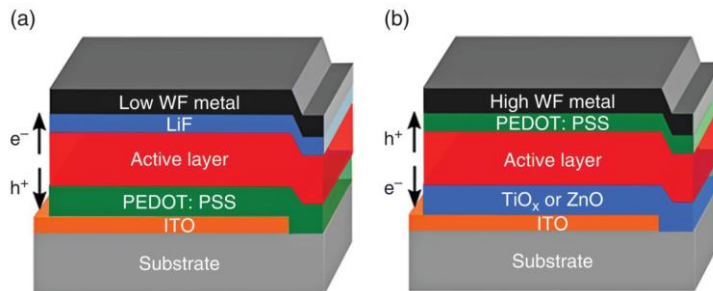 (a)
Low WF metal
LiF
e⁻
Active layer
h⁺
PEDOT: PSS
ITO
Substrate
(b)
High WF metal
PEDOT: PSS
h⁺
Active layer
e⁻
TiOₓ or ZnO
ITO
Substrate